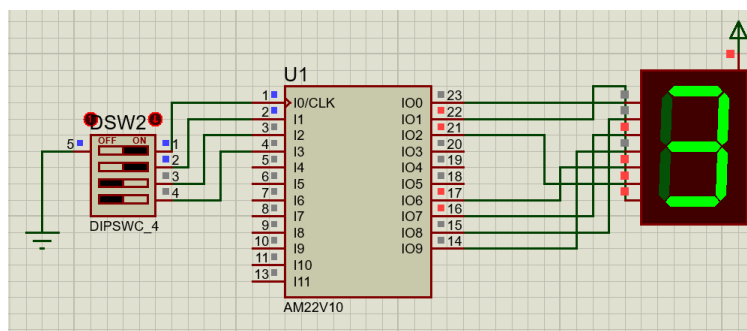 U1
DSW2
OFF ON
5
1
2
3
4
DIPSWC_4
1 I0/CLK IO0 23
2 I1 IO1 22
3 I2 IO2 21
4 I3 IO3 20
5 I4 IO4 19
6 I5 IO5 18
7 I6 IO6 17
8 I7 IO7 16
9 I8 IO8 15
10 I9 IO9 14
11 I10
13 I11
AM22V10
3